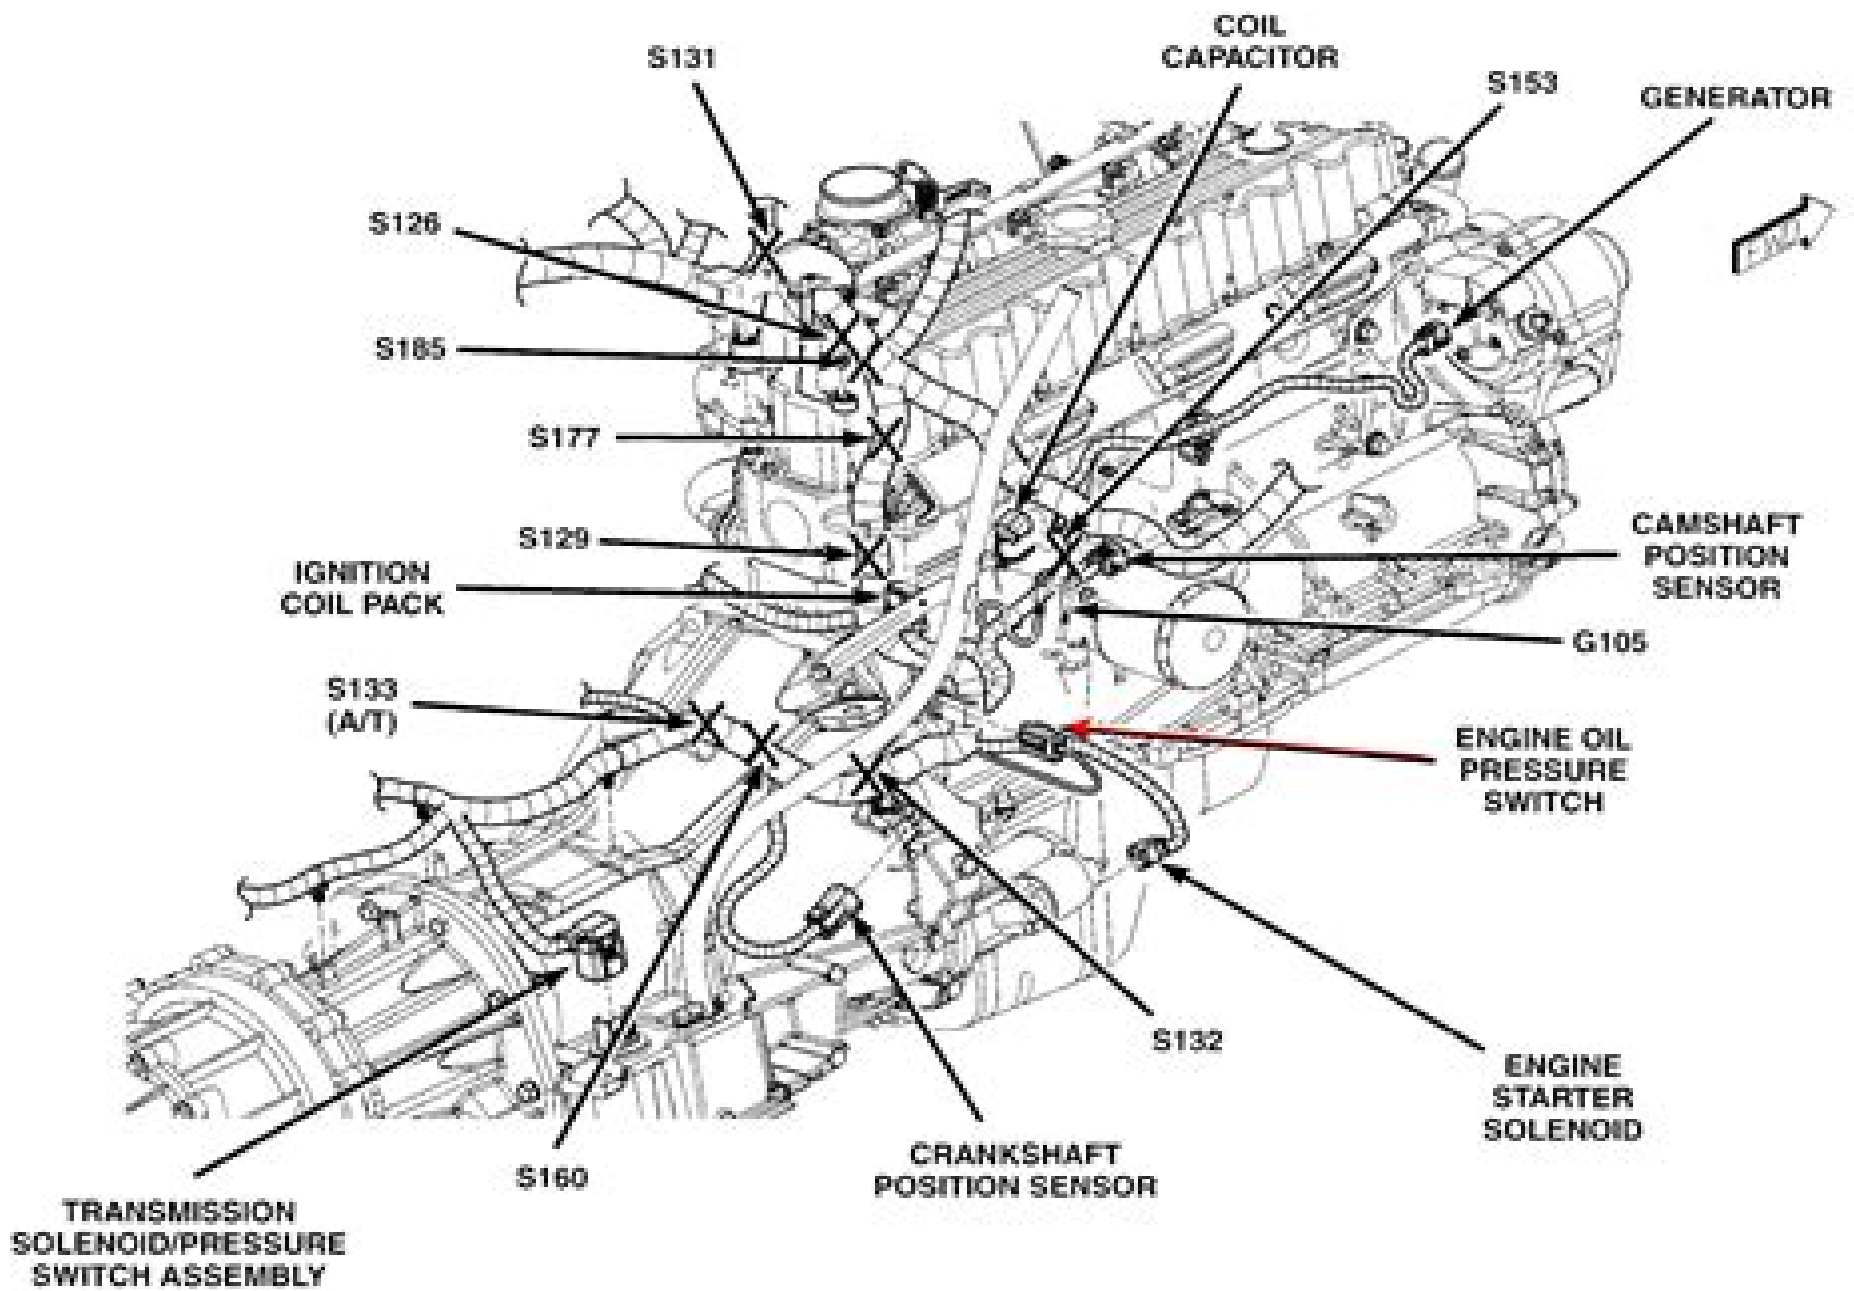 COIL
CAPACITOR
S131
S153
GENERATOR
S126
S185
S177
S129
IGNITION
COIL PACK
CAMSHAFT
POSITION
SENSOR
G105
S133
(A/T)
ENGINE OIL
PRESSURE
SWITCH
S132
ENGINE
STARTER
SOLENOID
CRANKSHAFT
POSITION SENSOR
S160
TRANSMISSION
SOLENOID/PRESSURE
SWITCH ASSEMBLY